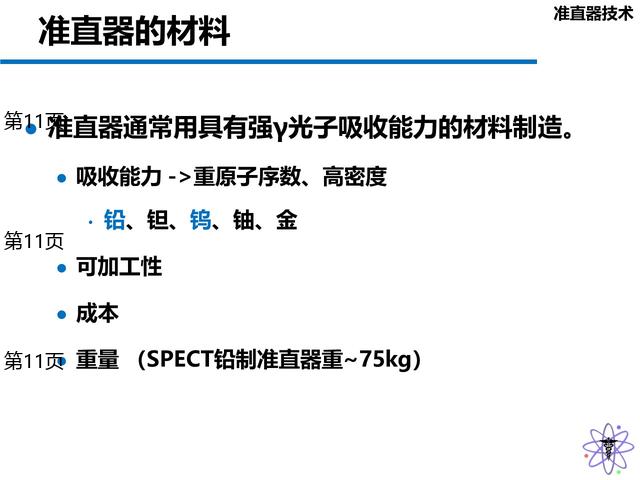 准直器技术
准直器的材料
第11页
准直器通常用具有强γ光子吸收能力的材料制造。
吸收能力 ->重原子序数、高密度
铅、钽、钨、铀、金
第11页
可加工性
成本
第11页
重量 （SPECT铅制准直器重~75kg）